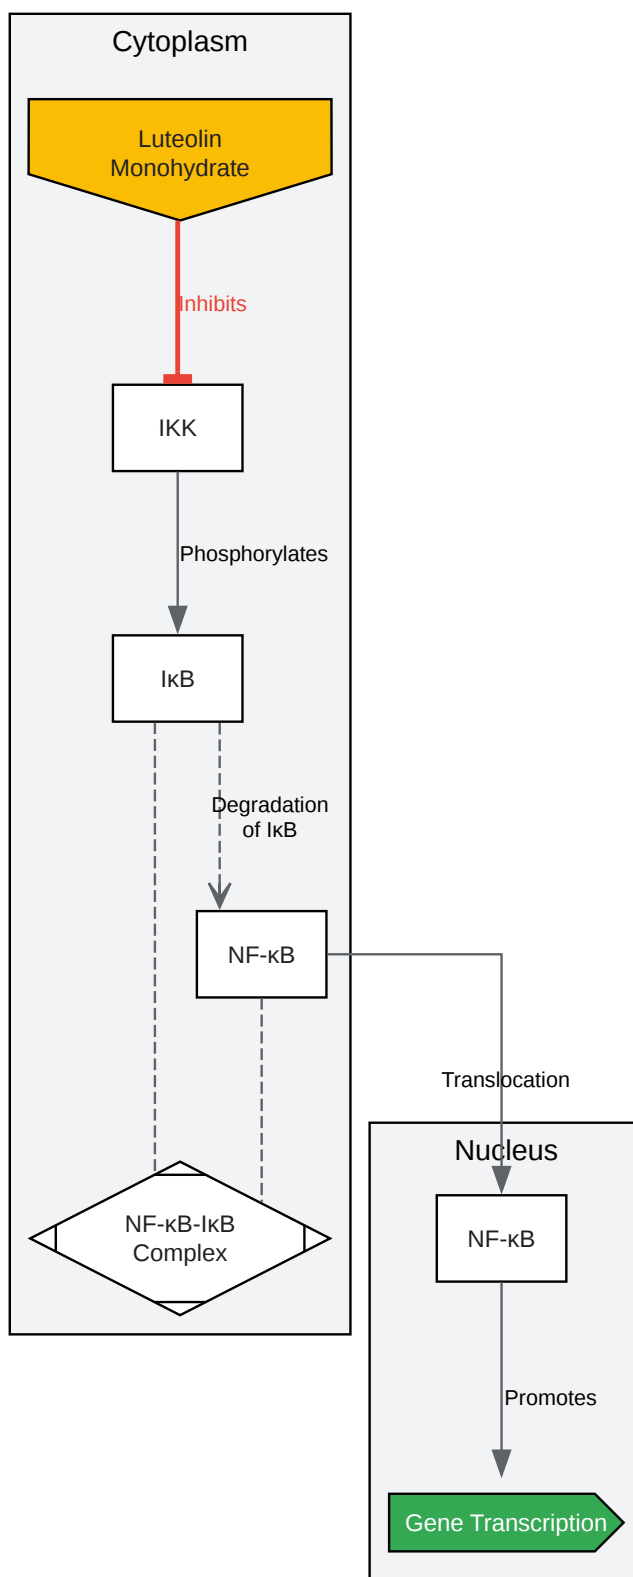 Cytoplasm
Luteolin
Monohydrate
Inhibits
IKK
Phosphorylates
IκB
Degradation
of IκB
NF-κB
Translocation
Nucleus
NF-κB-IκB
Complex
NF-κB
Promotes
Gene Transcription